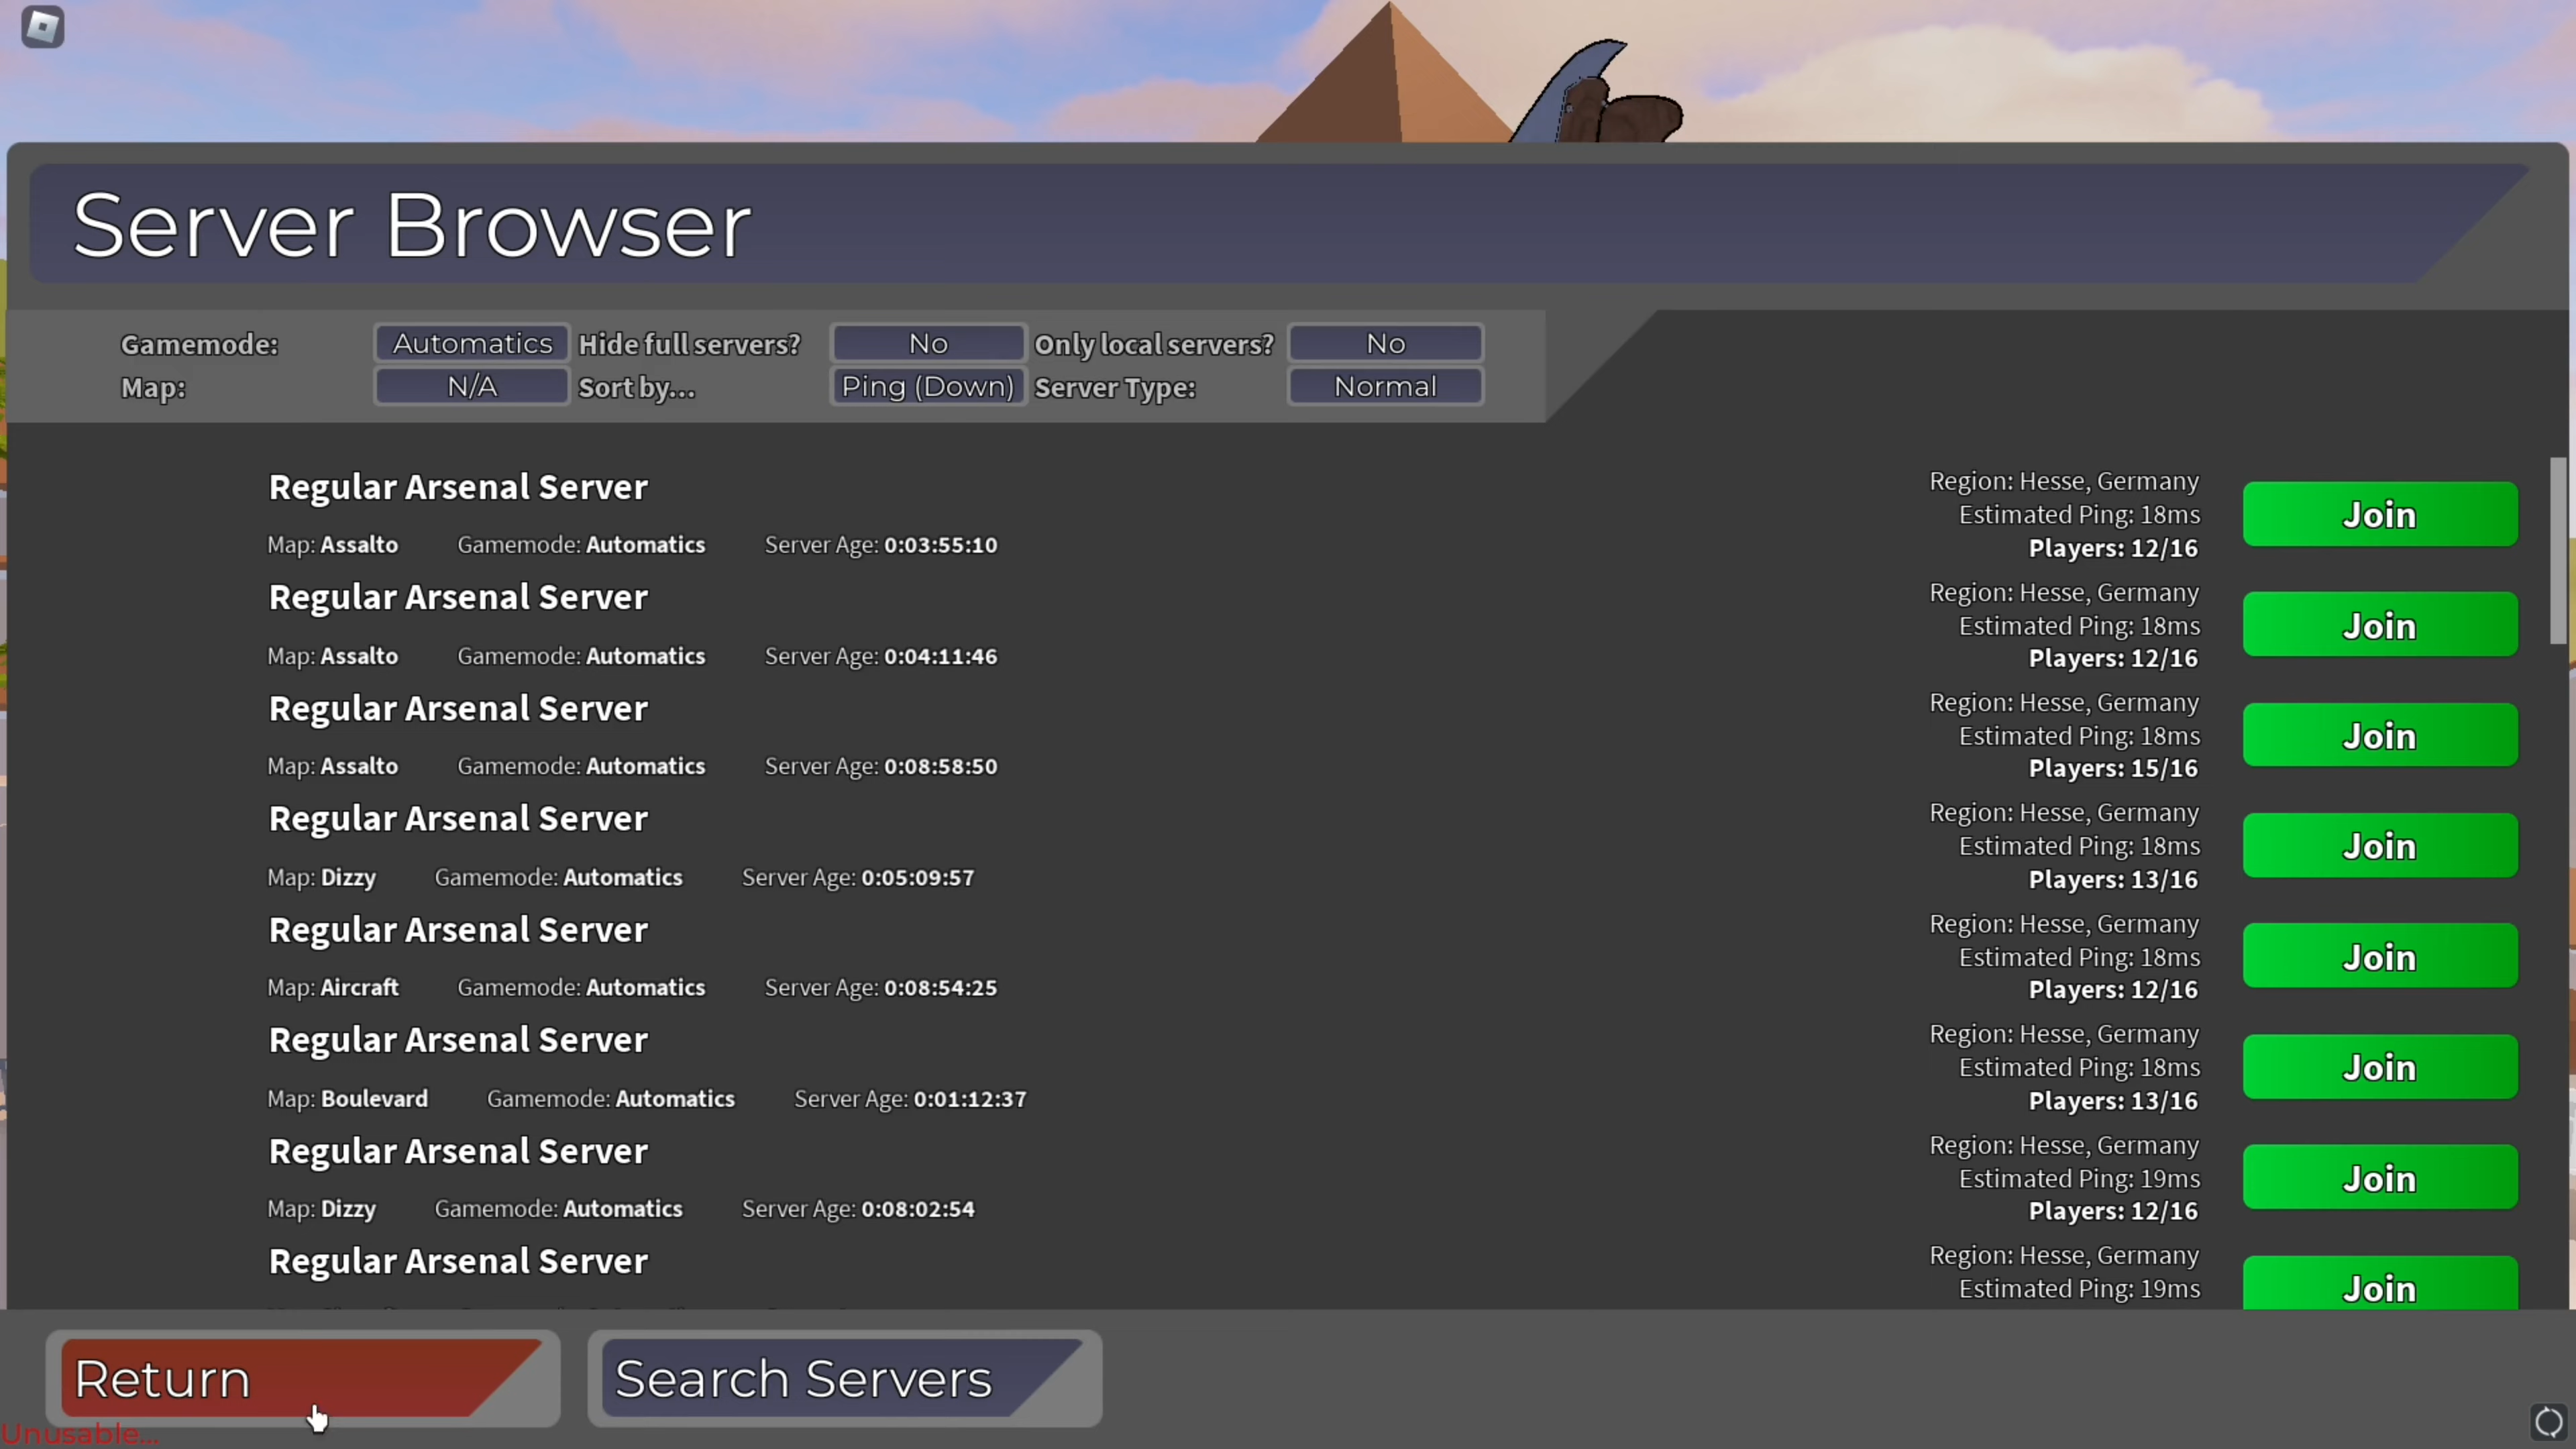 Server Browser
Gamemode: Automatics Hide full servers? No Only local servers? No
Map: N/A Sort by... Ping (Down) Server Type: Normal
Regular Arsenal Server
Map: Assalto Gamemode: Automatics Server Age: 0:03:55:10
Region: Hesse, Germany
Estimated Ping: 18ms
Players: 12/16
Join
Regular Arsenal Server
Map: Assalto Gamemode: Automatics Server Age: 0:04:11:46
Region: Hesse, Germany
Estimated Ping: 18ms
Players: 12/16
Join
Regular Arsenal Server
Map: Assalto Gamemode: Automatics Server Age: 0:08:58:50
Region: Hesse, Germany
Estimated Ping: 18ms
Players: 15/16
Join
Regular Arsenal Server
Map: Dizzy Gamemode: Automatics Server Age: 0:05:09:57
Region: Hesse, Germany
Estimated Ping: 18ms
Players: 13/16
Join
Regular Arsenal Server
Map: Aircraft Gamemode: Automatics Server Age: 0:08:54:25
Region: Hesse, Germany
Estimated Ping: 18ms
Players: 12/16
Join
Regular Arsenal Server
Map: Boulevard Gamemode: Automatics Server Age: 0:01:12:37
Region: Hesse, Germany
Estimated Ping: 18ms
Players: 13/16
Join
Regular Arsenal Server
Map: Dizzy Gamemode: Automatics Server Age: 0:08:02:54
Region: Hesse, Germany
Estimated Ping: 19ms
Players: 12/16
Join
Regular Arsenal Server
Region: Hesse, Germany
Estimated Ping: 19ms
Join
Return
Search Servers
Unusable...